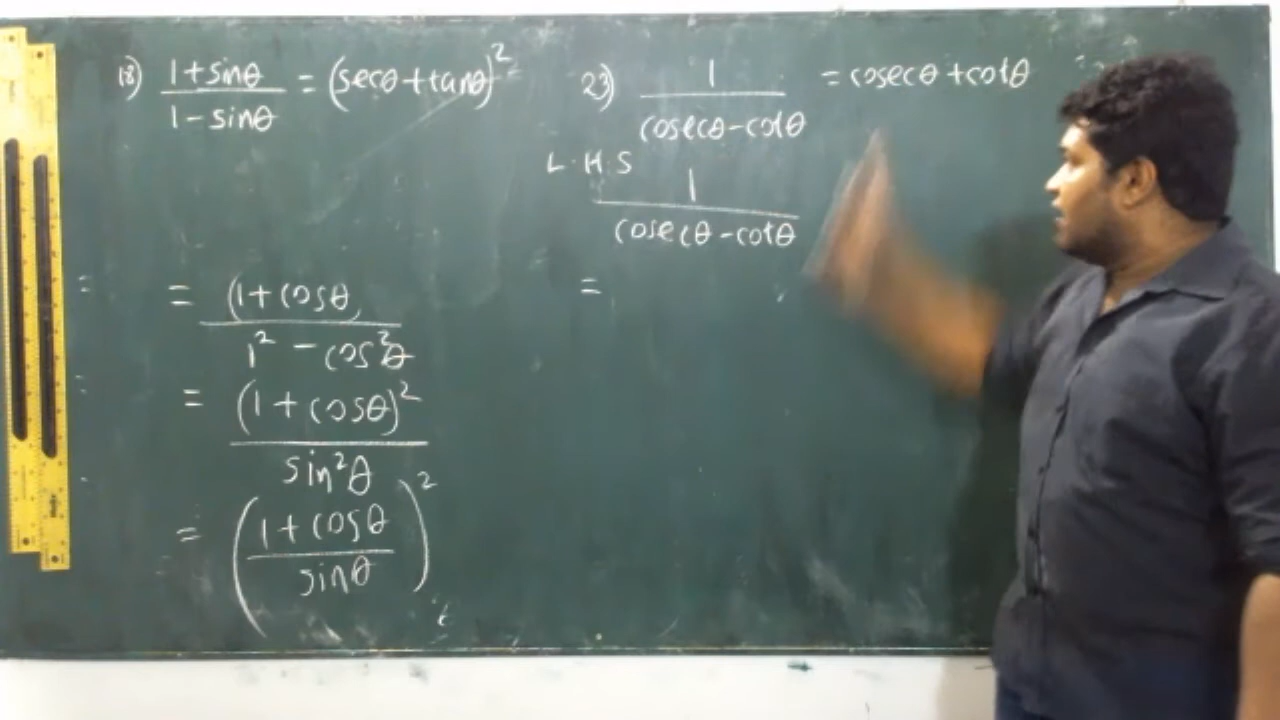 18) 1+sinθ / 1-sinθ = (secθ+tanθ)²
= (1+cosθ) / 1² - cos²θ
= (1+cosθ)² / sin²θ
= (1+cosθ / sinθ)²
23) 1 / cosecθ-cotθ = cosecθ+cotθ
L.H.S
1 / cosecθ-cotθ
=